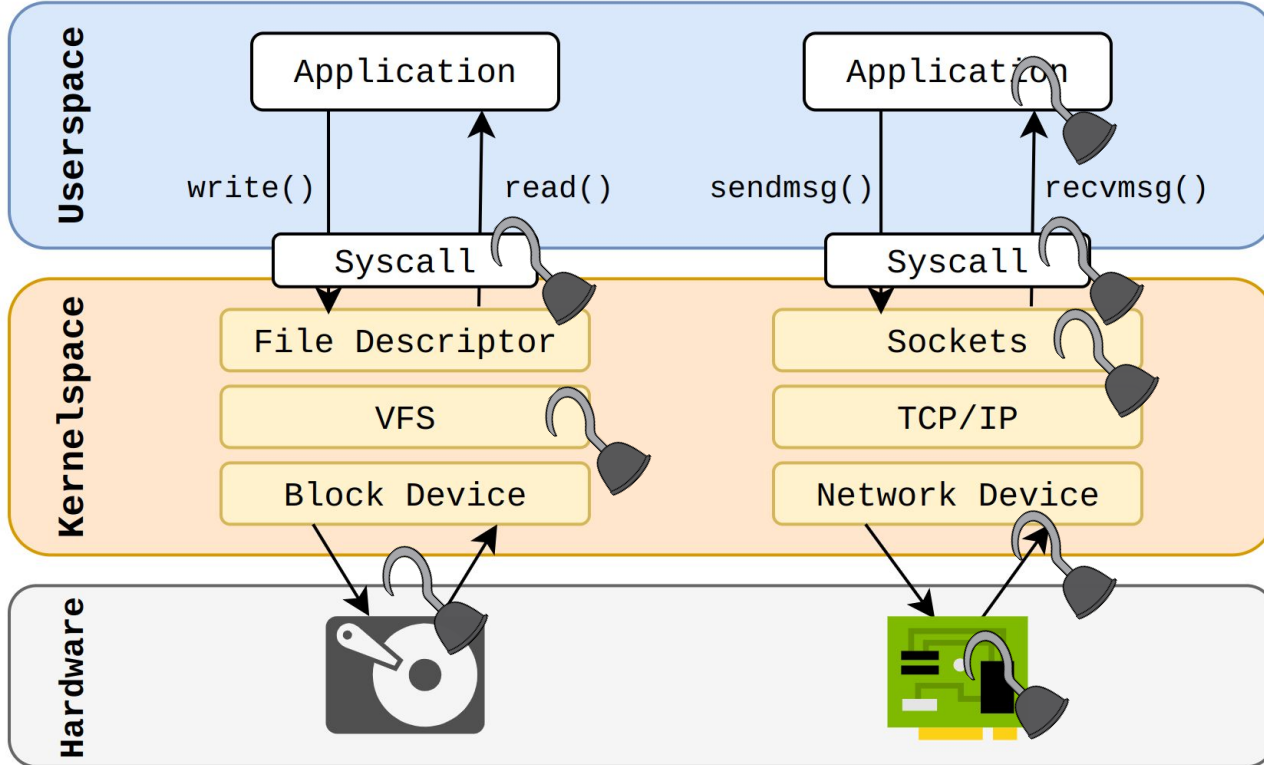 Userspace
Application
Application
write()
read()
sendmsg()
recvmsg()
Syscall
Syscall
Kernelspace
File Descriptor
Sockets
VFS
TCP/IP
Block Device
Network Device
Hardware